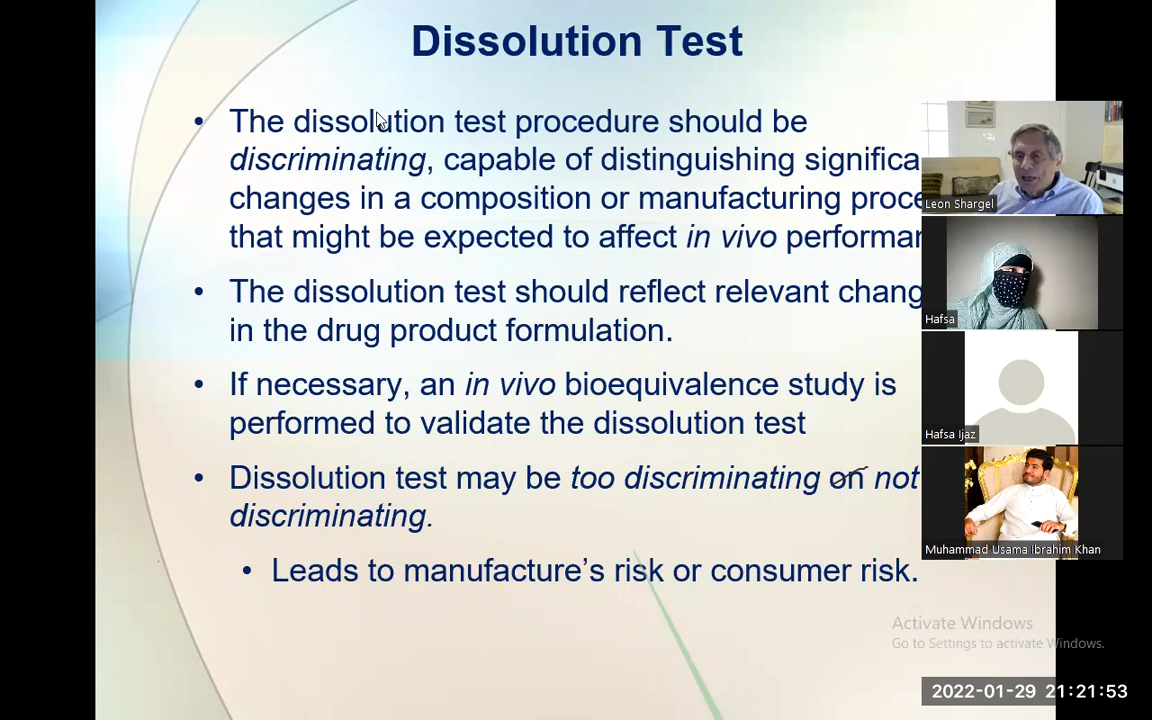 Dissolution Test
• The dissolution test procedure should be
discriminating, capable of distinguishing significa
changes in a composition or manufacturing proce
that might be expected to affect in vivo performan
• The dissolution test should reflect relevant chang
in the drug product formulation.
• If necessary, an in vivo bioequivalence study is
performed to validate the dissolution test
• Dissolution test may be too discriminating on not
discriminating.
• Leads to manufacture's risk or consumer risk.
Leon Shargel
Hafsa
Hafsa Ijaz
Muhammad Usama Ibrahim Khan
Activate Windows
Go to Settings to activate Windows.
2022-01-29 21:21:53